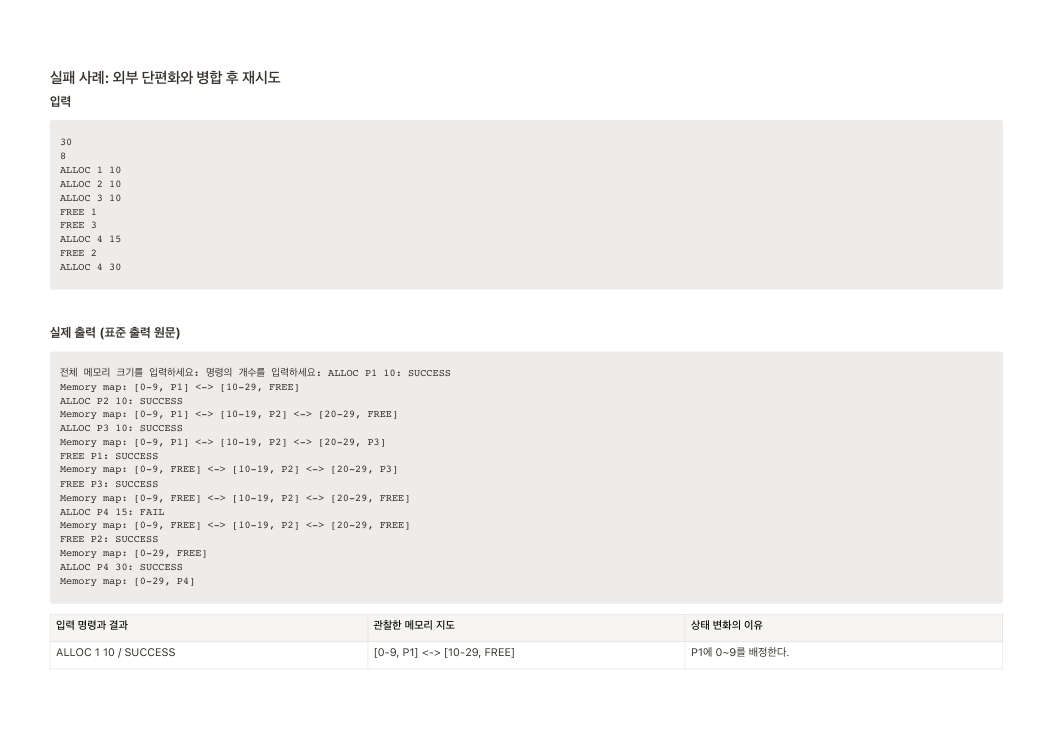 실패 사례: 외부 단편화와 병합 후 재시도
입력
30
8
ALLOC 1 10
ALLOC 2 10
ALLOC 3 10
FREE 1
FREE 3
ALLOC 4 15
FREE 2
ALLOC 4 30
실제 출력 (표준 출력 원문)
전체 메모리 크기를 입력하세요: 명령의 개수를 입력하세요: ALLOC P1 10: SUCCESS
Memory map: [0-9, P1] <-> [10-29, FREE]
ALLOC P2 10: SUCCESS
Memory map: [0-9, P1] <-> [10-19, P2] <-> [20-29, FREE]
ALLOC P3 10: SUCCESS
Memory map: [0-9, P1] <-> [10-19, P2] <-> [20-29, P3]
FREE P1: SUCCESS
Memory map: [0-9, FREE] <-> [10-19, P2] <-> [20-29, P3]
FREE P3: SUCCESS
Memory map: [0-9, FREE] <-> [10-19, P2] <-> [20-29, FREE]
ALLOC P4 15: FAIL
Memory map: [0-9, FREE] <-> [10-19, P2] <-> [20-29, FREE]
FREE P2: SUCCESS
Memory map: [0-29, FREE]
ALLOC P4 30: SUCCESS
Memory map: [0-29, P4]
입력 명령과 결과 관찰한 메모리 지도 상태 변화의 이유
ALLOC 1 10 / SUCCESS [0-9, P1] <-> [10-29, FREE] P1에 0~9를 배정한다.